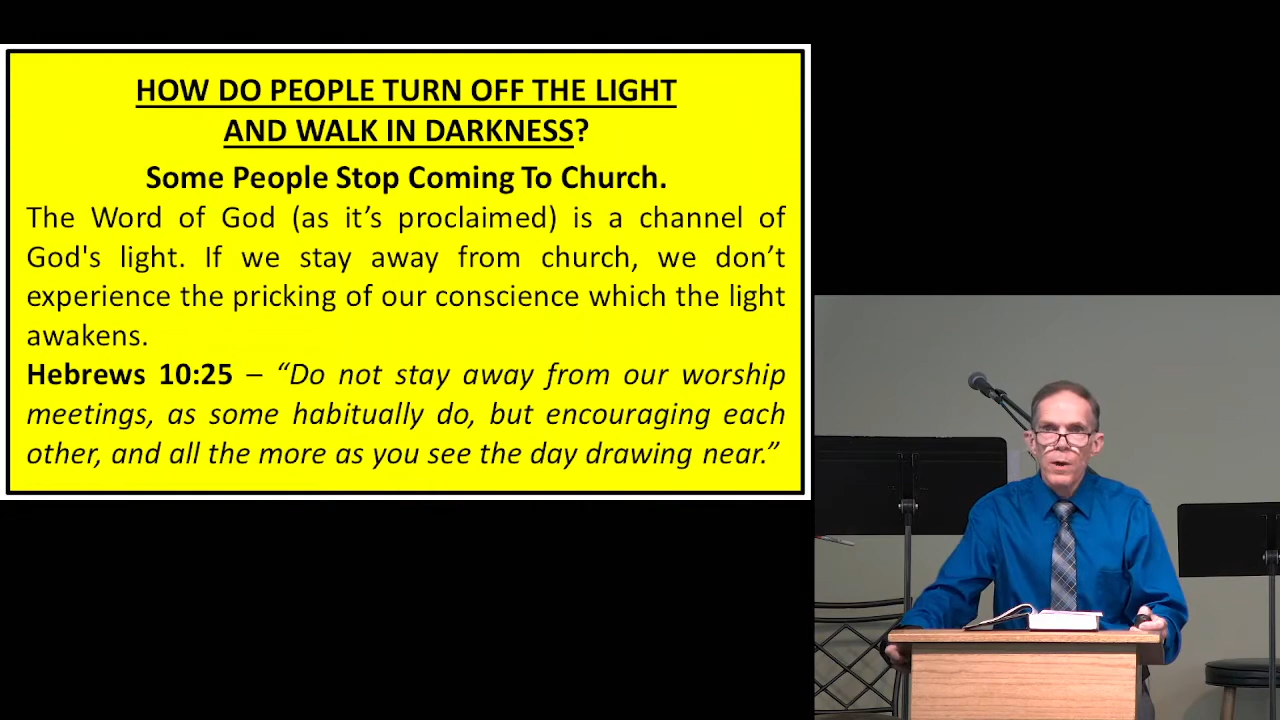 HOW DO PEOPLE TURN OFF THE LIGHT
AND WALK IN DARKNESS?
Some People Stop Coming To Church.
The Word of God (as it’s proclaimed) is a channel of
God's light. If we stay away from church, we don’t
experience the pricking of our conscience which the light
awakens.
Hebrews 10:25 – “Do not stay away from our worship
meetings, as some habitually do, but encouraging each
other, and all the more as you see the day drawing near.”